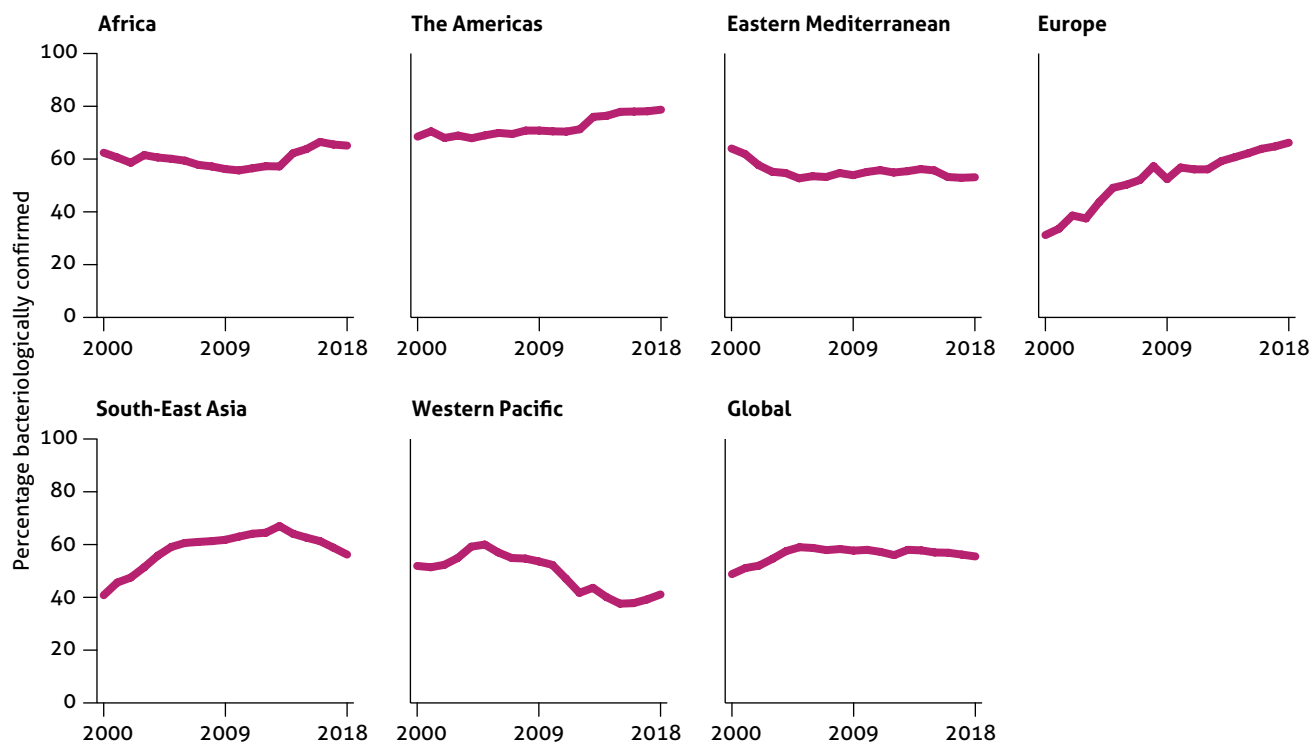 Africa
The Americas
Eastern Mediterranean
Europe
Percentage bacteriologically confirmed
100
80
60
40
20
0
2000 2009 2018
2000 2009 2018
2000 2009 2018
2000 2009 2018
South-East Asia
Western Pacific
Global
100
80
60
40
20
0
2000 2009 2018
2000 2009 2018
2000 2009 2018